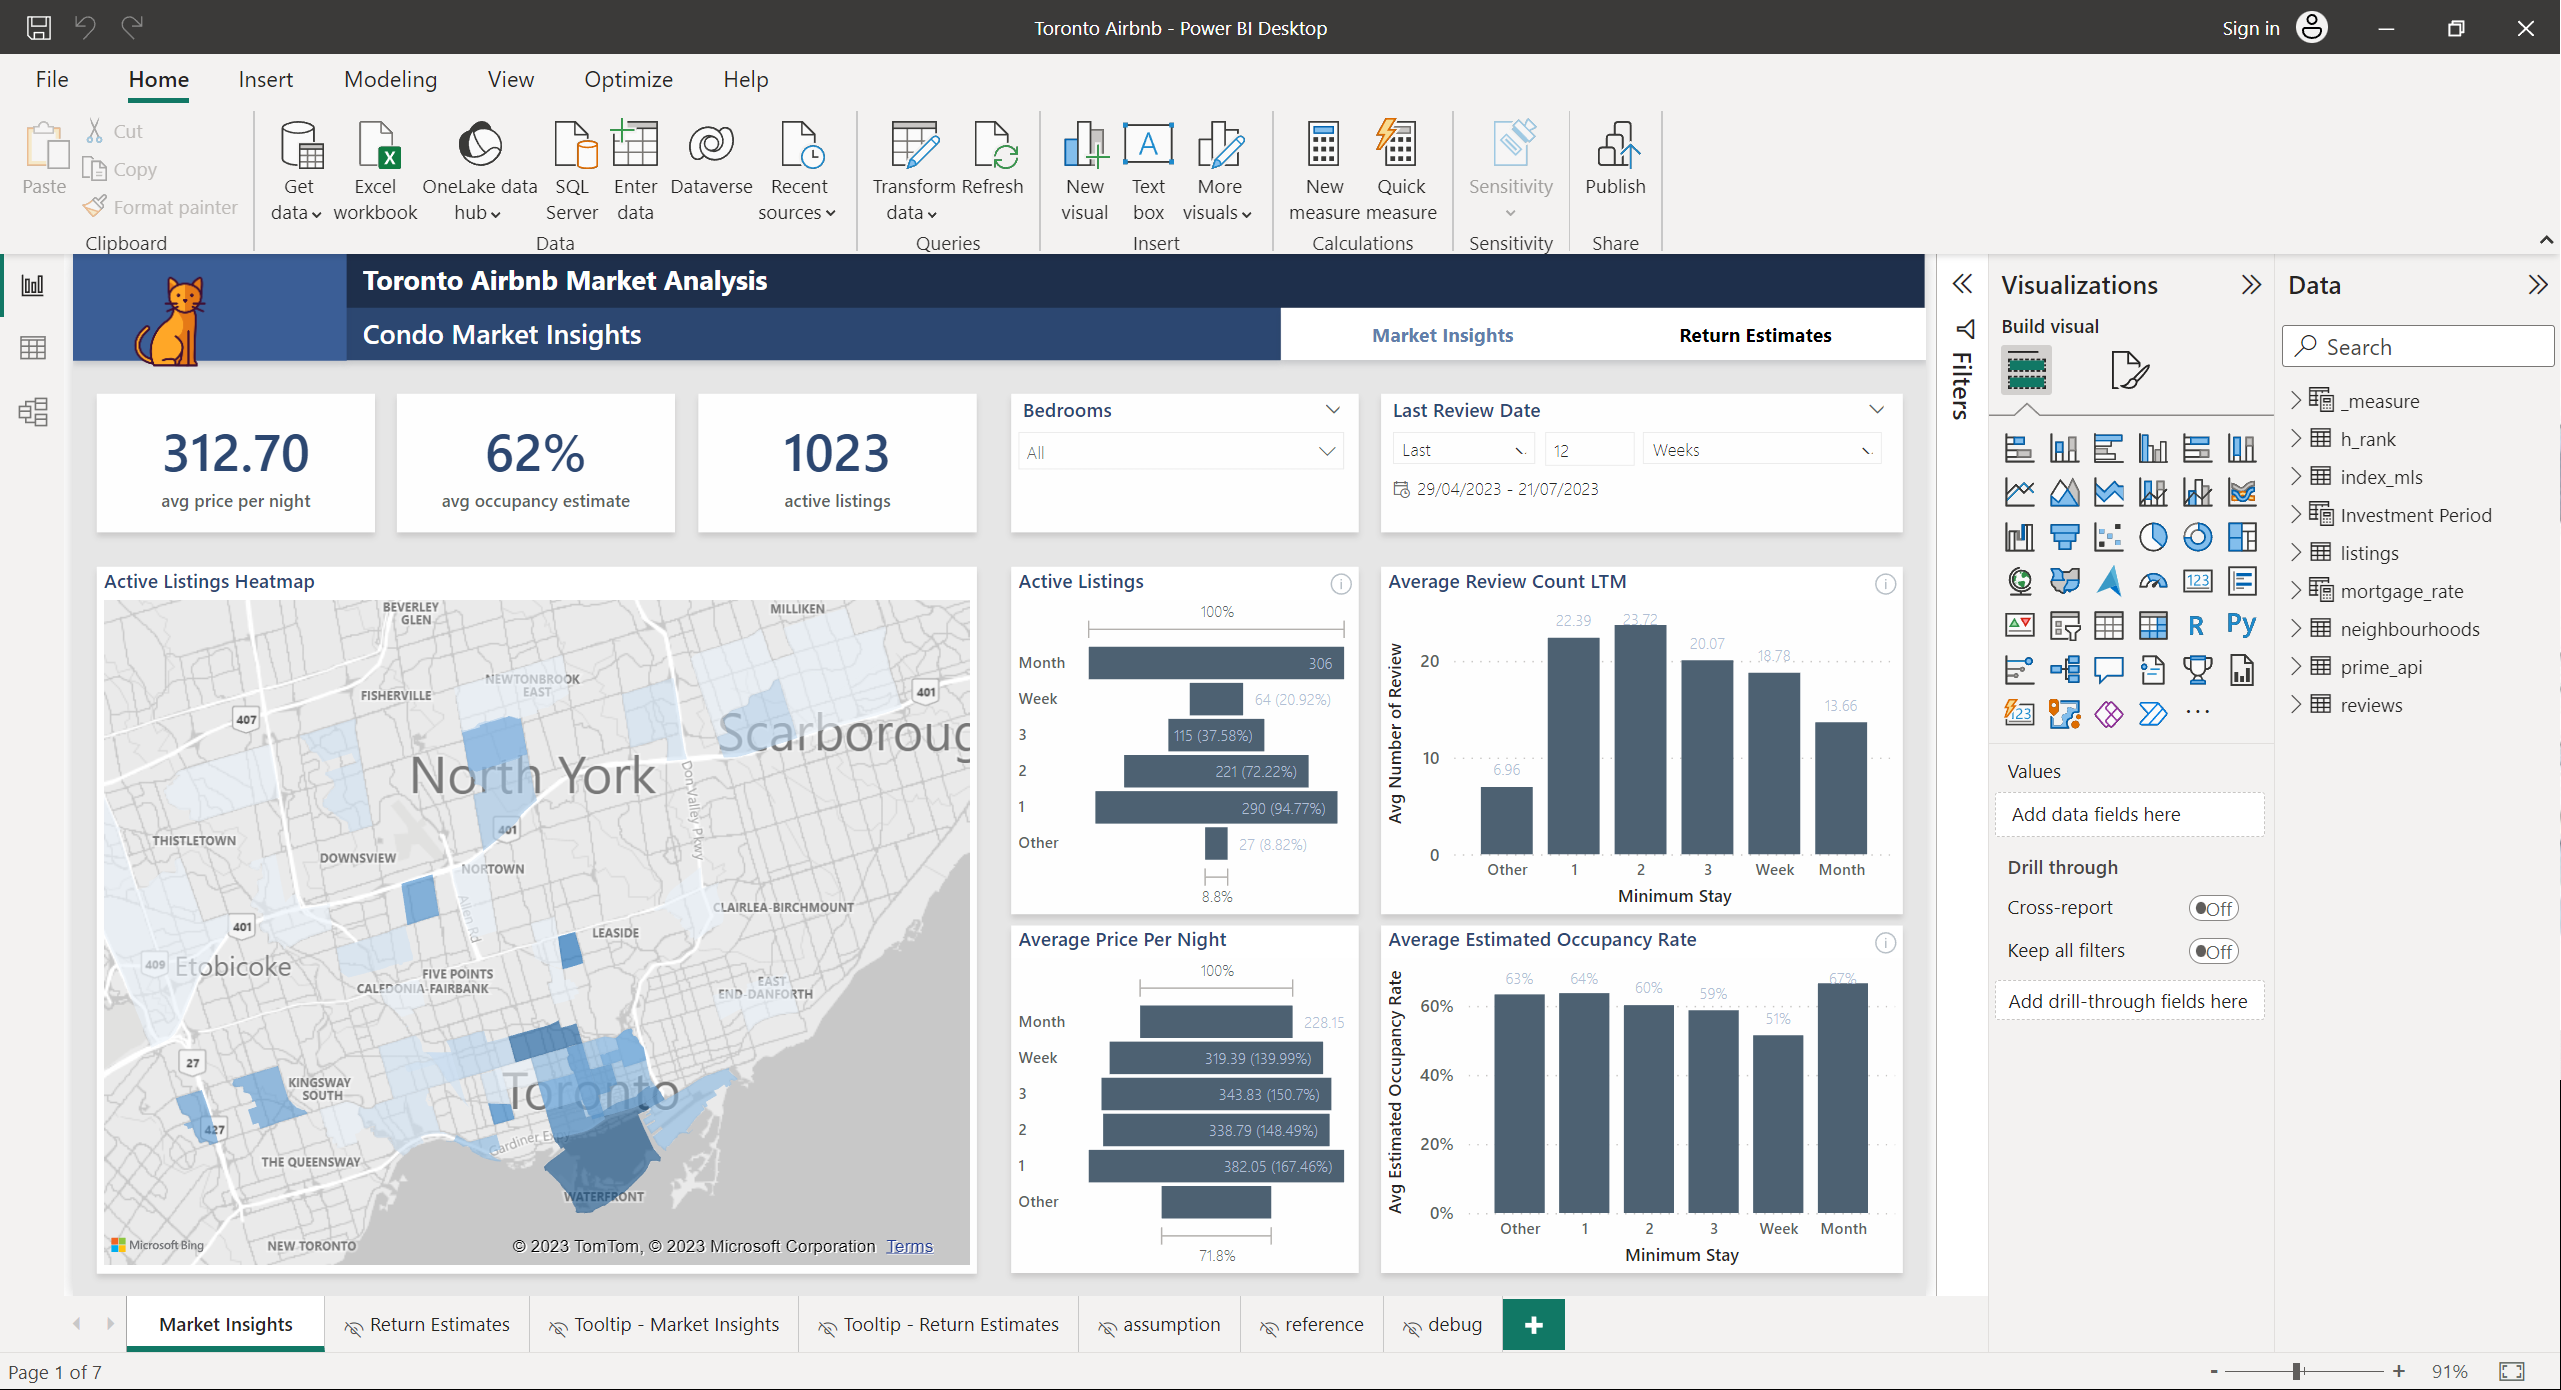 Toronto Airbnb - Power BI Desktop
Sign in
File Home Insert Modeling View Optimize Help
Paste
Cut
Copy
Format painter
Clipboard
Get data
Excel workbook
OneLake data hub
SQL Server
Enter data
Dataverse
Recent sources
Data
Transform data
Refresh
Queries
New visual
A
Text box
More visuals
Insert
New measure
Quick measure
Calculations
Sensitivity
Sensitivity
Publish
Share
Toronto Airbnb Market Analysis
Condo Market Insights
Market Insights
Return Estimates
312.70
avg price per night
62%
avg occupancy estimate
1023
active listings
Bedrooms
All
Last Review Date
Last 12 Weeks
29/04/2023 - 21/07/2023
Active Listings Heatmap
BEVERLEY GLEN
MILLIKEN
NEWTONBROOK EAST
FISHERVILLE
401
407
Scarboroug
North York
Don Valley Pkwy
401
THISTLETOWN
DOWNSVIEW
NORTOWN
Allen Rd
CLAIRLEA-BIRCHMOUNT
401
LEASIDE
409
Etobicoke
FIVE POINTS
CALEDONIA-FAIRBANK
EAST END-DANFORTH
27
KINGSWAY SOUTH
Toronto
427
Gardiner Expy
THE QUEENSWAY
WATERFRONT
NEW TORONTO
Microsoft Bing
© 2023 TomTom, © 2023 Microsoft Corporation Terms
Active Listings
100%
Month 306
Week 64 (20.92%)
3 115 (37.58%)
2 221 (72.22%)
1 290 (94.77%)
Other 27 (8.82%)
8.8%
Average Review Count LTM
Avg Number of Review
20
10
0
6.96
22.39
23.72
20.07
18.78
13.66
Other 1 2 3 Week Month
Minimum Stay
Average Price Per Night
100%
Month 228.15
Week 319.39 (139.99%)
3 343.83 (150.7%)
2 338.79 (148.49%)
1 382.05 (167.46%)
Other
71.8%
Average Estimated Occupancy Rate
Avg Estimated Occupancy Rate
60%
40%
20%
0%
63%
64%
60%
59%
51%
67%
Other 1 2 3 Week Month
Minimum Stay
Filters
Visualizations
Build visual
123
R
Py
123
Values
Add data fields here
Drill through
Cross-report Off
Keep all filters Off
Add drill-through fields here
Data
Search
_measure
h_rank
index_mls
Investment Period
listings
mortgage_rate
neighbourhoods
prime_api
reviews
Market Insights
Return Estimates
Tooltip - Market Insights
Tooltip - Return Estimates
assumption
reference
debug
+
Page 1 of 7
- + 91%